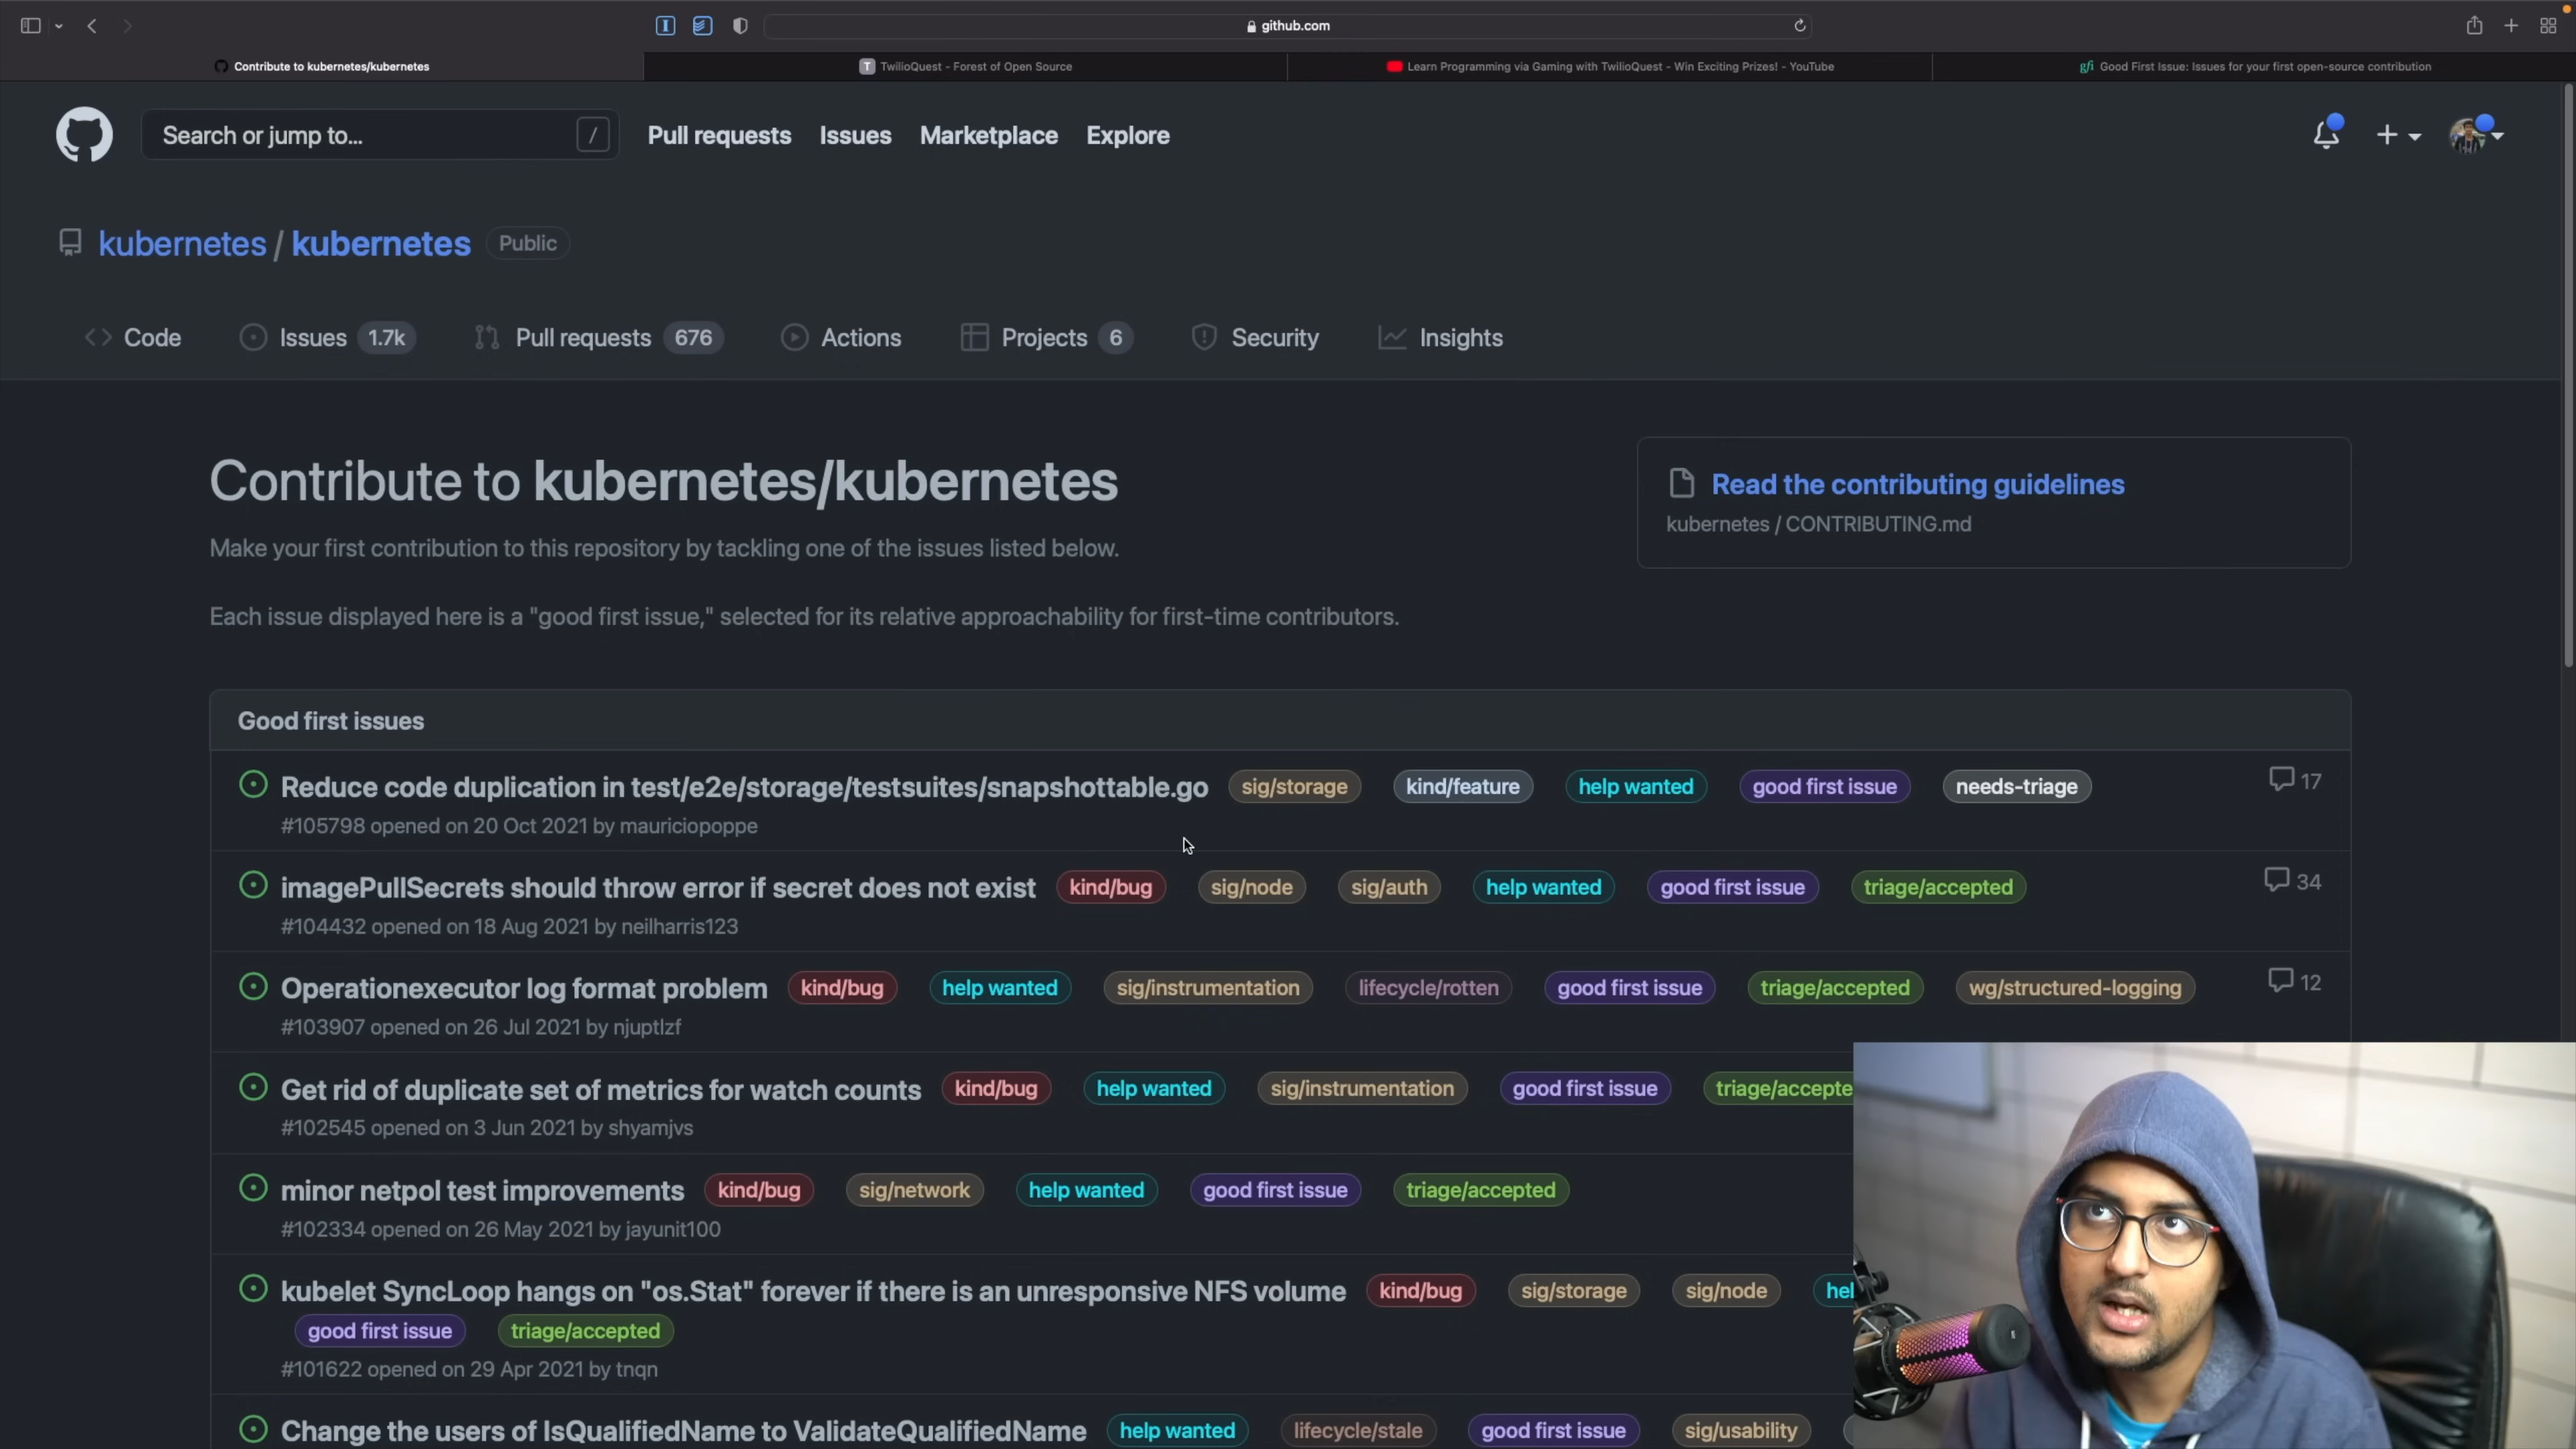 github.com
Contribute to kubernetes/kubernetes
T TwilioQuest - Forest of Open Source
Learn Programming via Gaming with TwilioQuest - Win Exciting Prizes! - YouTube
gfi Good First Issue: Issues for your first open-source contribution
Search or jump to... /
Pull requests Issues Marketplace Explore
kubernetes / kubernetes Public
Code Issues 1.7k Pull requests 676 Actions Projects 6 Security Insights
Contribute to kubernetes/kubernetes
Make your first contribution to this repository by tackling one of the issues listed below.
Each issue displayed here is a "good first issue," selected for its relative approachability for first-time contributors.
Read the contributing guidelines
kubernetes / CONTRIBUTING.md
Good first issues
Reduce code duplication in test/e2e/storage/testsuites/snapshottable.go sig/storage kind/feature help wanted good first issue needs-triage 17
#105798 opened on 20 Oct 2021 by mauriciopoppe
imagePullSecrets should throw error if secret does not exist kind/bug sig/node sig/auth help wanted good first issue triage/accepted 34
#104432 opened on 18 Aug 2021 by neilharris123
Operationexecutor log format problem kind/bug help wanted sig/instrumentation lifecycle/rotten good first issue triage/accepted wg/structured-logging 12
#103907 opened on 26 Jul 2021 by njuptlzf
Get rid of duplicate set of metrics for watch counts kind/bug help wanted sig/instrumentation good first issue triage/accepte
#102545 opened on 3 Jun 2021 by shyamjvs
minor netpol test improvements kind/bug sig/network help wanted good first issue triage/accepted
#102334 opened on 26 May 2021 by jayunit100
kubelet SyncLoop hangs on "os.Stat" forever if there is an unresponsive NFS volume kind/bug sig/storage sig/node hel
good first issue triage/accepted
#101622 opened on 29 Apr 2021 by tnqn
Change the users of IsQualifiedName to ValidateQualifiedName help wanted lifecycle/stale good first issue sig/usability